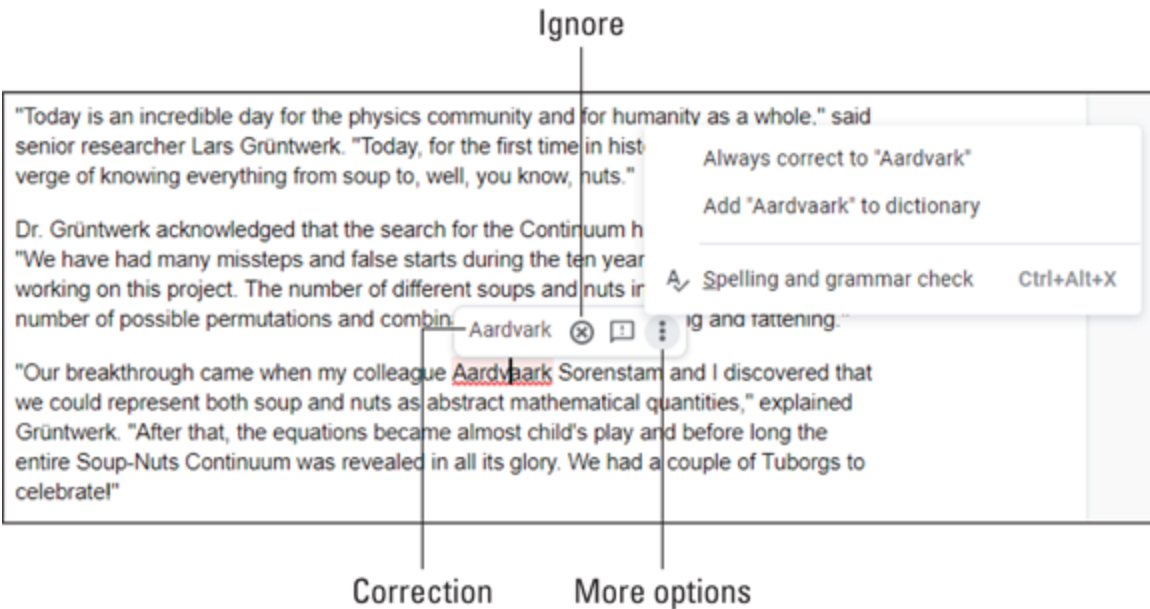 Ignore
"Today is an incredible day for the physics community and for humanity as a whole," said
senior researcher Lars Grüntwerk. "Today, for the first time in
verge of knowing everything from soup to, well, you know, nuts."
Always correct to "Aardvark"
Add "Aardvaark" to dictionary
Spelling and grammar check Ctrl+Alt+X
Dr. Grüntwerk acknowledged that the search for the Continuum
"We have had many missteps and false starts during the ten
working on this project. The number of different soups and nuts
number of possible permutations and
Aardvark
and fattening."
"Our breakthrough came when my colleague Aardvaark Sorenstam and I discovered that
we could represent both soup and nuts as abstract mathematical quantities," explained
Grüntwerk. "After that, the equations became almost child's play and before long the
entire Soup-Nuts Continuum was revealed in all its glory. We had a couple of Tuborgs to
celebrate!"
Correction
More options